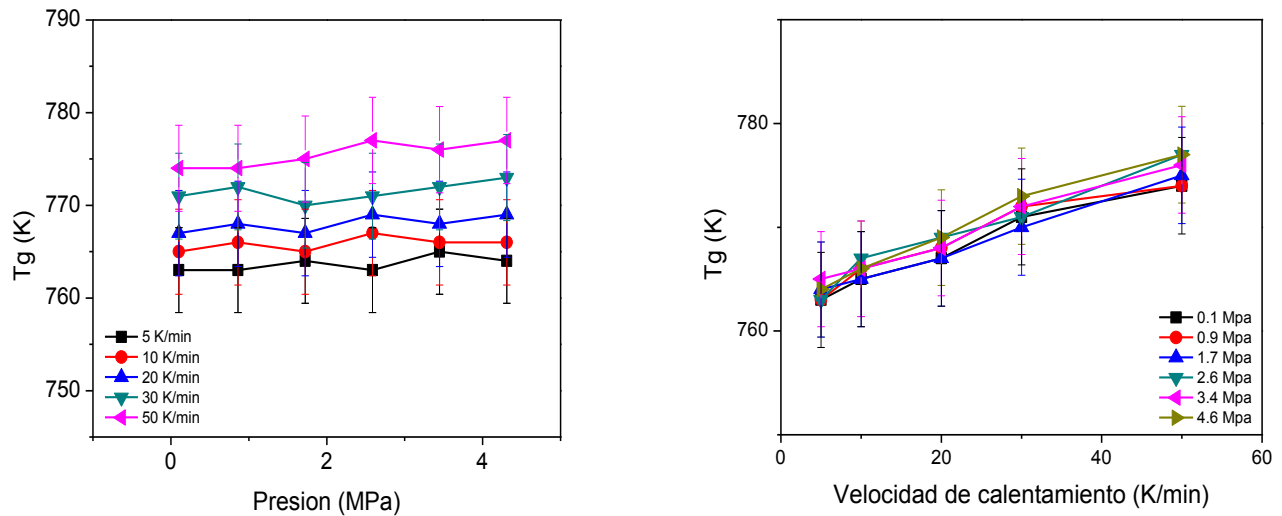 790
780
770
760
750
Tg (K)
5 K/min
10 K/min
20 K/min
30 K/min
50 K/min
0
2
4
Presion (MPa)
780
760
Tg (K)
0.1 Mpa
0.9 Mpa
1.7 Mpa
2.6 Mpa
3.4 Mpa
4.6 Mpa
0
20
40
60
Velocidad de calentamiento (K/min)